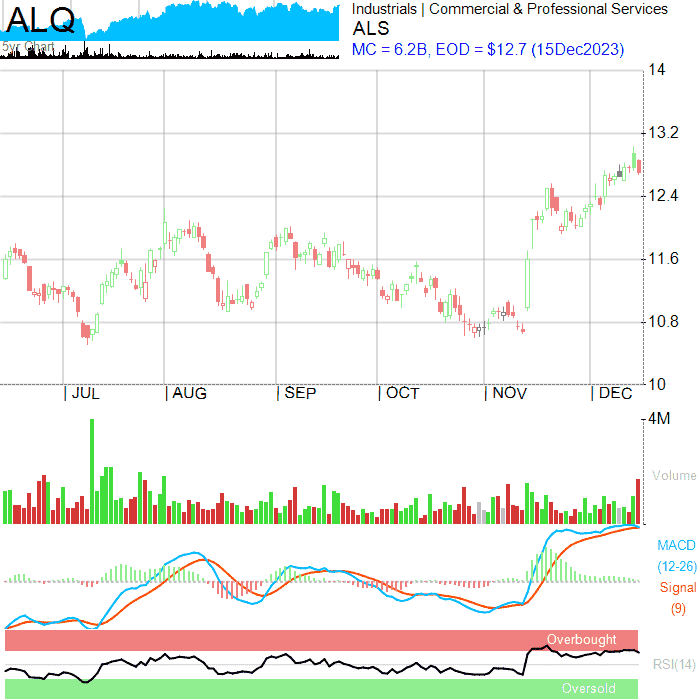 ALQ
5yr Chart
Industrials | Commercial & Professional Services
ALS
MC = 6.2B, EOD = $12.7 (15Dec2023)
14
13.2
12.4
11.6
10.8
10
JUL AUG SEP OCT NOV DEC
4M
Volume
MACD
(12-26)
Signal
(9)
Overbought
RSI(14)
Oversold